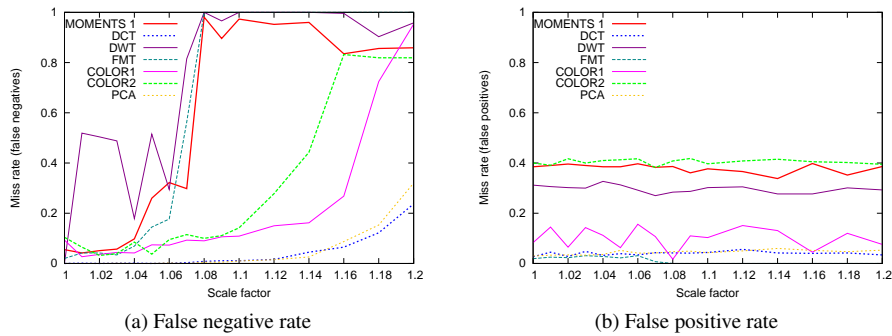 Miss rate (false negatives)
1
0.8
0.6
0.4
0.2
0
MOMENTS 1
DCT
DWT
FMT
COLOR1
COLOR2
PCA
1 1.02 1.04 1.06 1.08 1.1 1.12 1.14 1.16 1.18 1.2
Scale factor
(a) False negative rate
Miss rate (false positives)
1
0.8
0.6
0.4
0.2
0
MOMENTS 1
DCT
DWT
FMT
COLOR1
COLOR2
PCA
1 1.02 1.04 1.06 1.08 1.1 1.12 1.14 1.16 1.18 1.2
Scale factor
(b) False positive rate